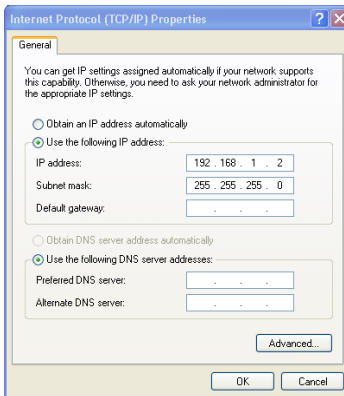 Internet Protocol (TCP/IP) Properties
General
You can get IP settings assigned automatically if your network supports
this capability. Otherwise, you need to ask your network administrator for
the appropriate IP settings.
Obtain an IP address automatically
Use the following IP address:
IP address: 192 . 168 . 1 . 2
Subnet mask: 255 . 255 . 255 . 0
Default gateway: . . .
Obtain DNS server address automatically
Use the following DNS server addresses:
Preferred DNS server: . . .
Alternate DNS server: . . .
Advanced...
OK Cancel